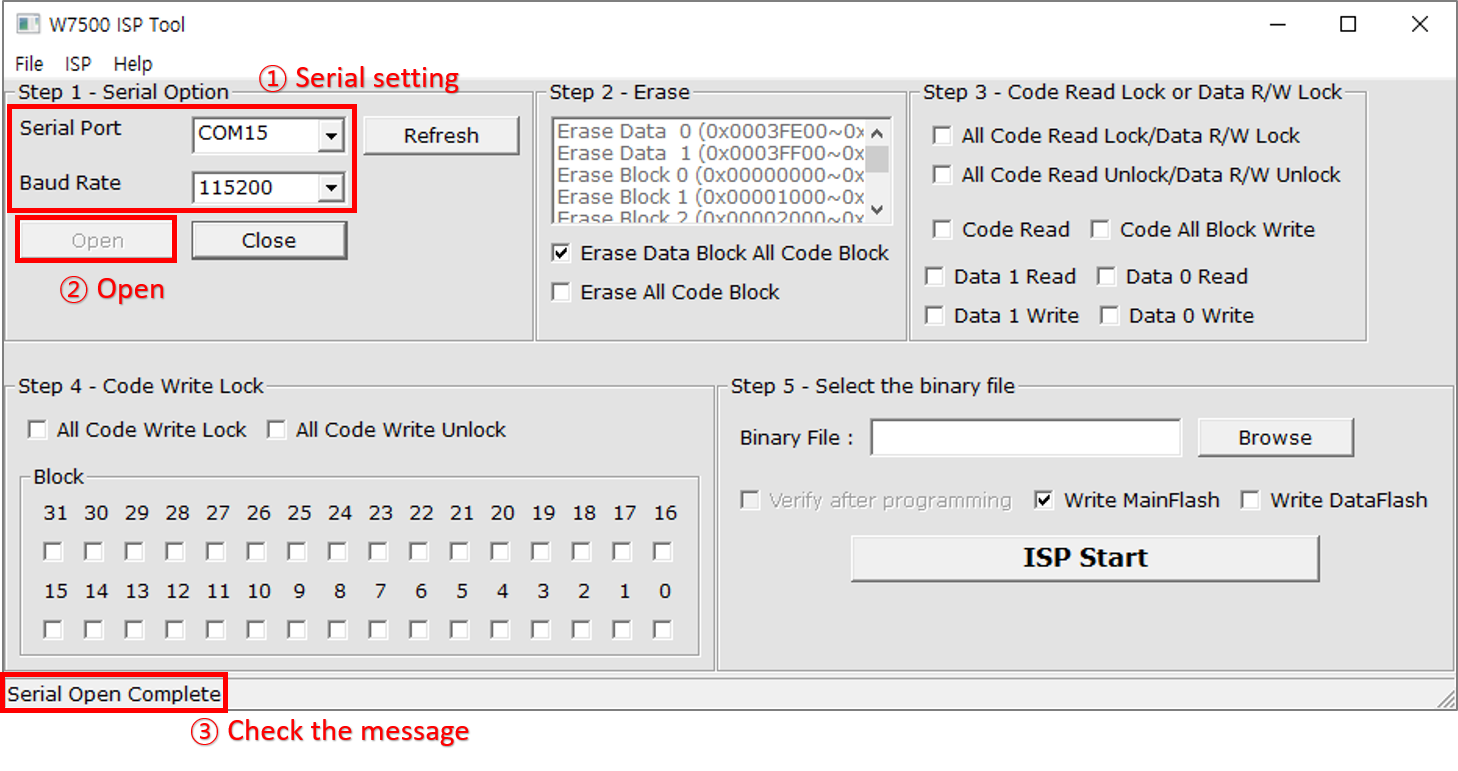 W7500 ISP Tool
File ISP Help
① Serial setting
Step 1 - Serial Option
Serial Port COM15 Refresh
Baud Rate 115200
Open Close
② Open
Step 2 - Erase
Erase Data 0 (0x0003FE00~0x
Erase Data 1 (0x0003FF00~0x
Erase Block 0 (0x00000000~0x
Erase Block 1 (0x00001000~0x
Erase Block 2 (0x00002000~0x
Erase Data Block All Code Block
Erase All Code Block
Step 3 - Code Read Lock or Data R/W Lock
All Code Read Lock/Data R/W Lock
All Code Read Unlock/Data R/W Unlock
Code Read Code All Block Write
Data 1 Read Data 0 Read
Data 1 Write Data 0 Write
Step 4 - Code Write Lock
All Code Write Lock All Code Write Unlock
Block
31 30 29 28 27 26 25 24 23 22 21 20 19 18 17 16
15 14 13 12 11 10 9 8 7 6 5 4 3 2 1 0
Step 5 - Select the binary file
Binary File : Browse
Verify after programming Write MainFlash Write DataFlash
ISP Start
Serial Open Complete
③ Check the message